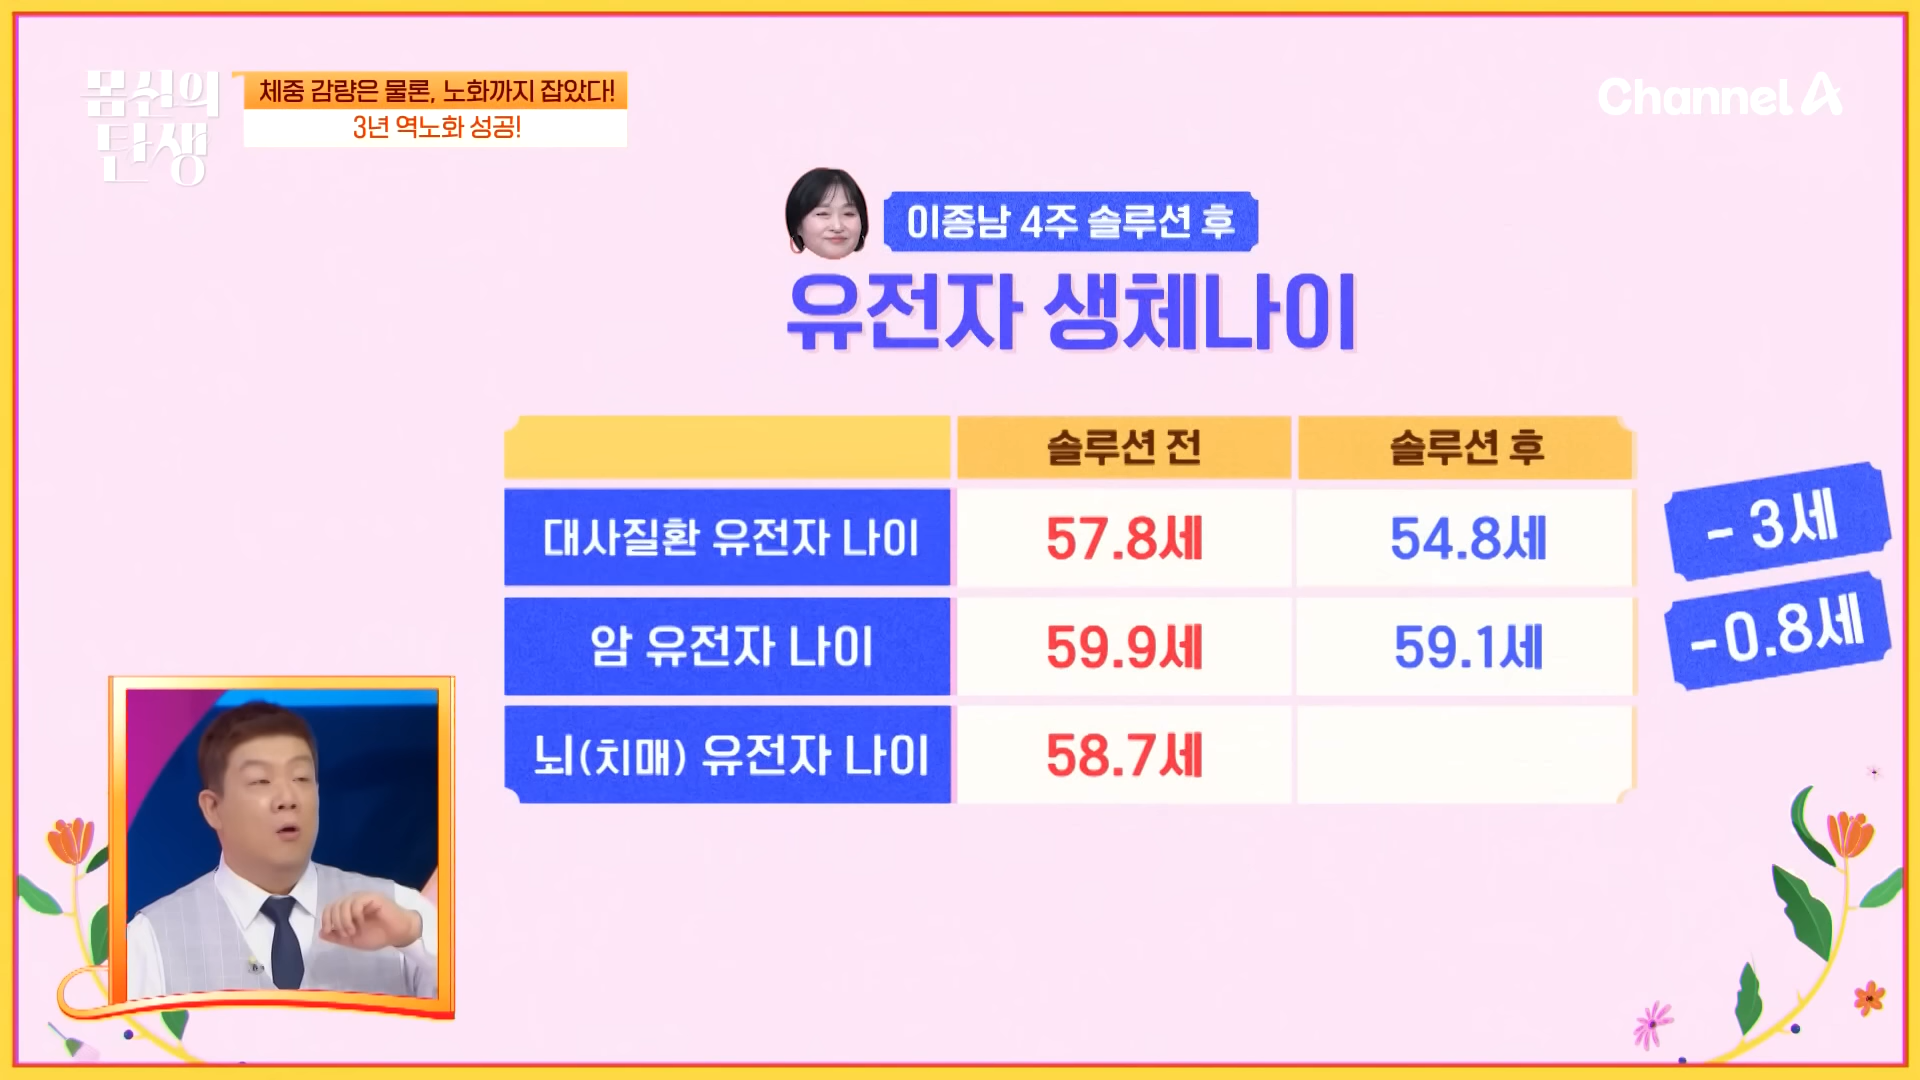 몸신의
탄생
체중 감량은 물론, 노화까지 잡았다!
3년 역노화 성공!
Channel A
이종남 4주 솔루션 후
유전자 생체나이
솔루션 전 솔루션 후
대사질환 유전자 나이 57.8세 54.8세 - 3세
암 유전자 나이 59.9세 59.1세 -0.8세
뇌(치매) 유전자 나이 58.7세